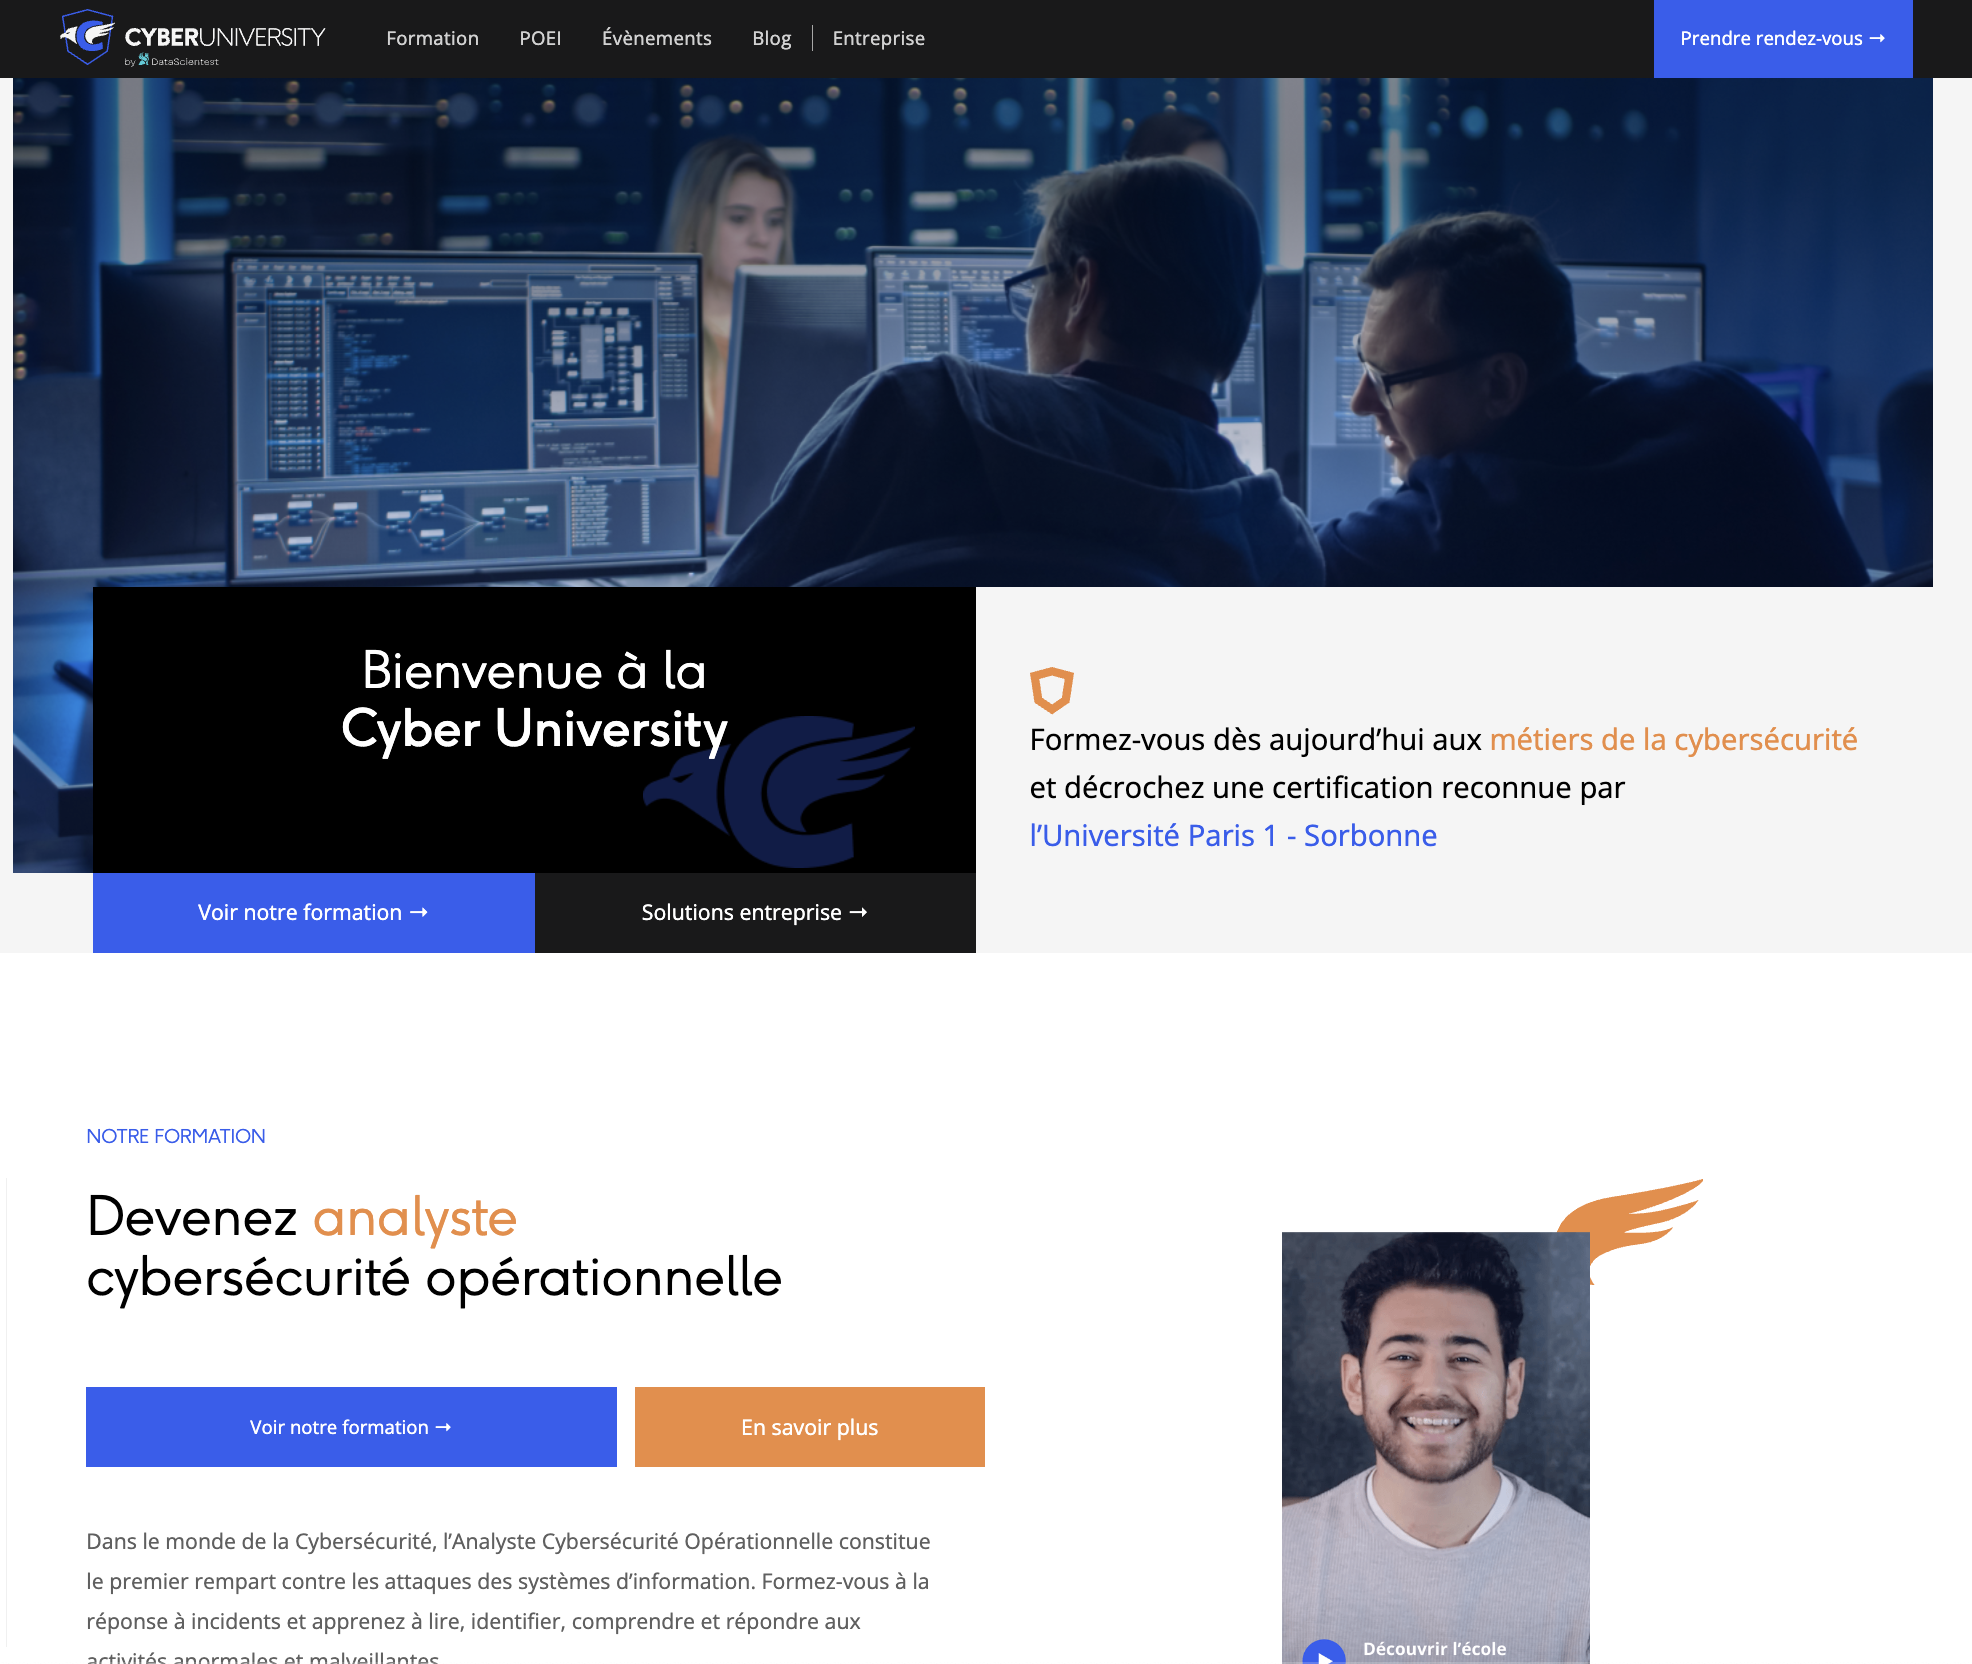 CYBERUNIVERSITY
by DataScientest
Formation
POEI
Évènements
Blog
Entreprise
Prendre rendez-vous →
Bienvenue à la
Cyber University
Voir notre formation →
Solutions entreprise →
Formez-vous dès aujourd’hui aux métiers de la cybersécurité
et décrochez une certification reconnue par
l’Université Paris 1 - Sorbonne
NOTRE FORMATION
Devenez analyste
cybersécurité opérationnelle
Voir notre formation →
En savoir plus
Dans le monde de la Cybersécurité, l’Analyste Cybersécurité Opérationnelle constitue
le premier rempart contre les attaques des systèmes d’information. Formez-vous à la
réponse à incidents et apprenez à lire, identifier, comprendre et répondre aux
activités anormales et malveillantes.
Découvrir l’école